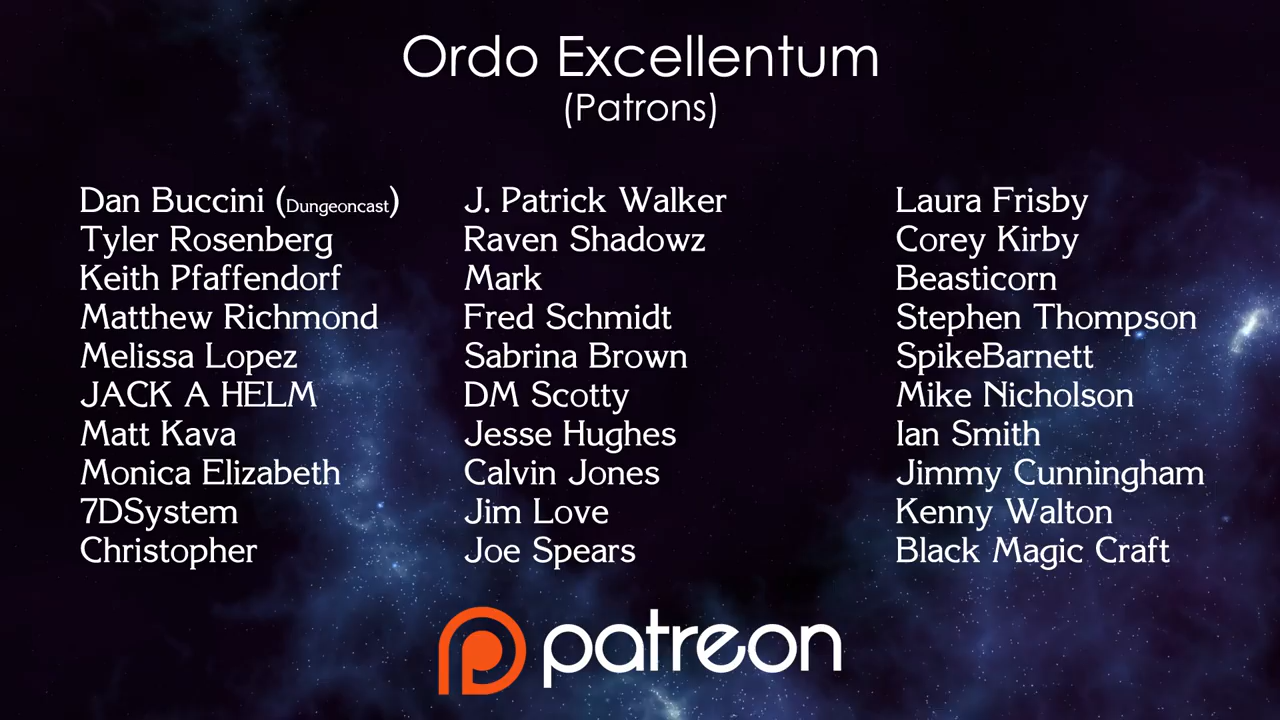 Ordo Excellentum
(Patrons)
Dan Buccini (Dungeoncast)
Tyler Rosenberg
Keith Pfaffendorf
Matthew Richmond
Melissa Lopez
JACK A HELM
Matt Kava
Monica Elizabeth
7DSystem
Christopher
J. Patrick Walker
Raven Shadowz
Mark
Fred Schmidt
Sabrina Brown
DM Scotty
Jesse Hughes
Calvin Jones
Jim Love
Joe Spears
Laura Frisby
Corey Kirby
Beasticorn
Stephen Thompson
SpikeBarnett
Mike Nicholson
Ian Smith
Jimmy Cunningham
Kenny Walton
Black Magic Craft
patreon